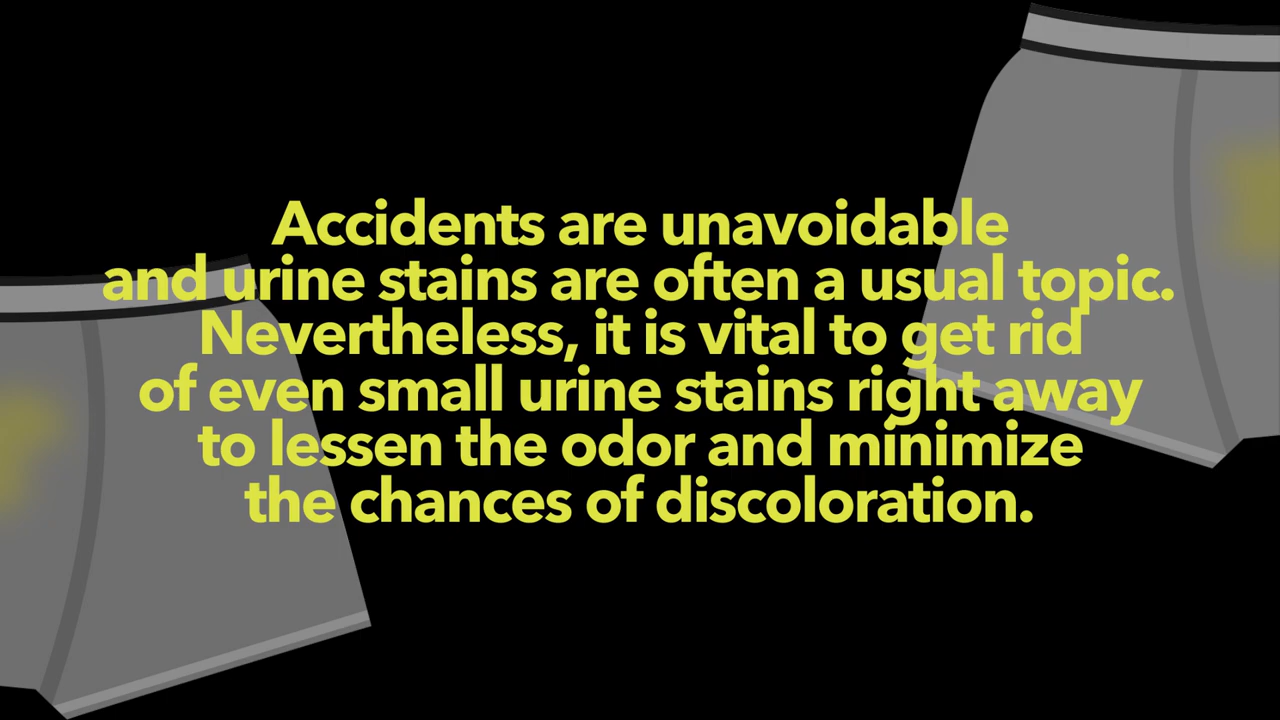 Accidents are unavoidable
and urine stains are often a usual topic.
Nevertheless, it is vital to get rid
of even small urine stains right away
to lessen the odor and minimize
the chances of discoloration.